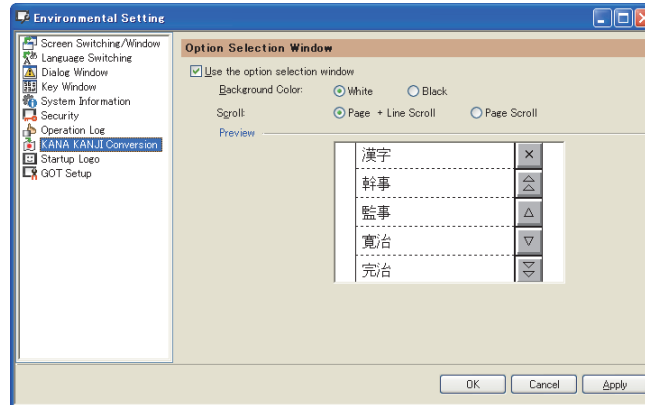 Environmental Setting
Screen Switching/Window
Language Switching
Dialog Window
Key Window
System Information
Security
Operation Log
KANA KANJI Conversion
Startup Logo
GOT Setup
Option Selection Window
Use the option selection window
Background Color: White Black
Scroll: Page + Line Scroll Page Scroll
Preview
漢字
幹事
監事
寛治
完治
OK Cancel Apply